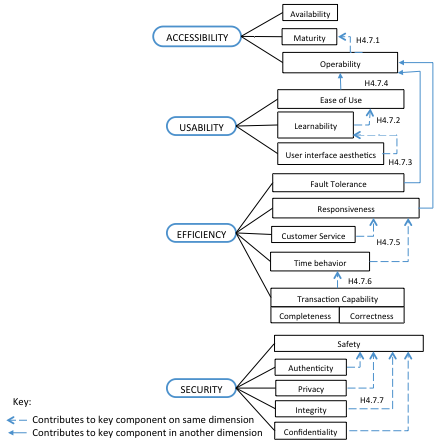 Availability
ACCESSIBILITY
Maturity
H4.7.1
Operability
H4.7.4
Ease of Use
H4.7.2
USABILITY
Learnability
User interface aesthetics
H4.7.3
Fault Tolerance
Responsiveness
EFFICIENCY
Customer Service
H4.7.5
Time behavior
H4.7.6
Transaction Capability
Completeness
Correctness
Safety
Authenticity
SECURITY
Privacy
H4.7.7
Integrity
Confidentiality
Key:
Contributes to key component on same dimension
Contributes to key component in another dimension